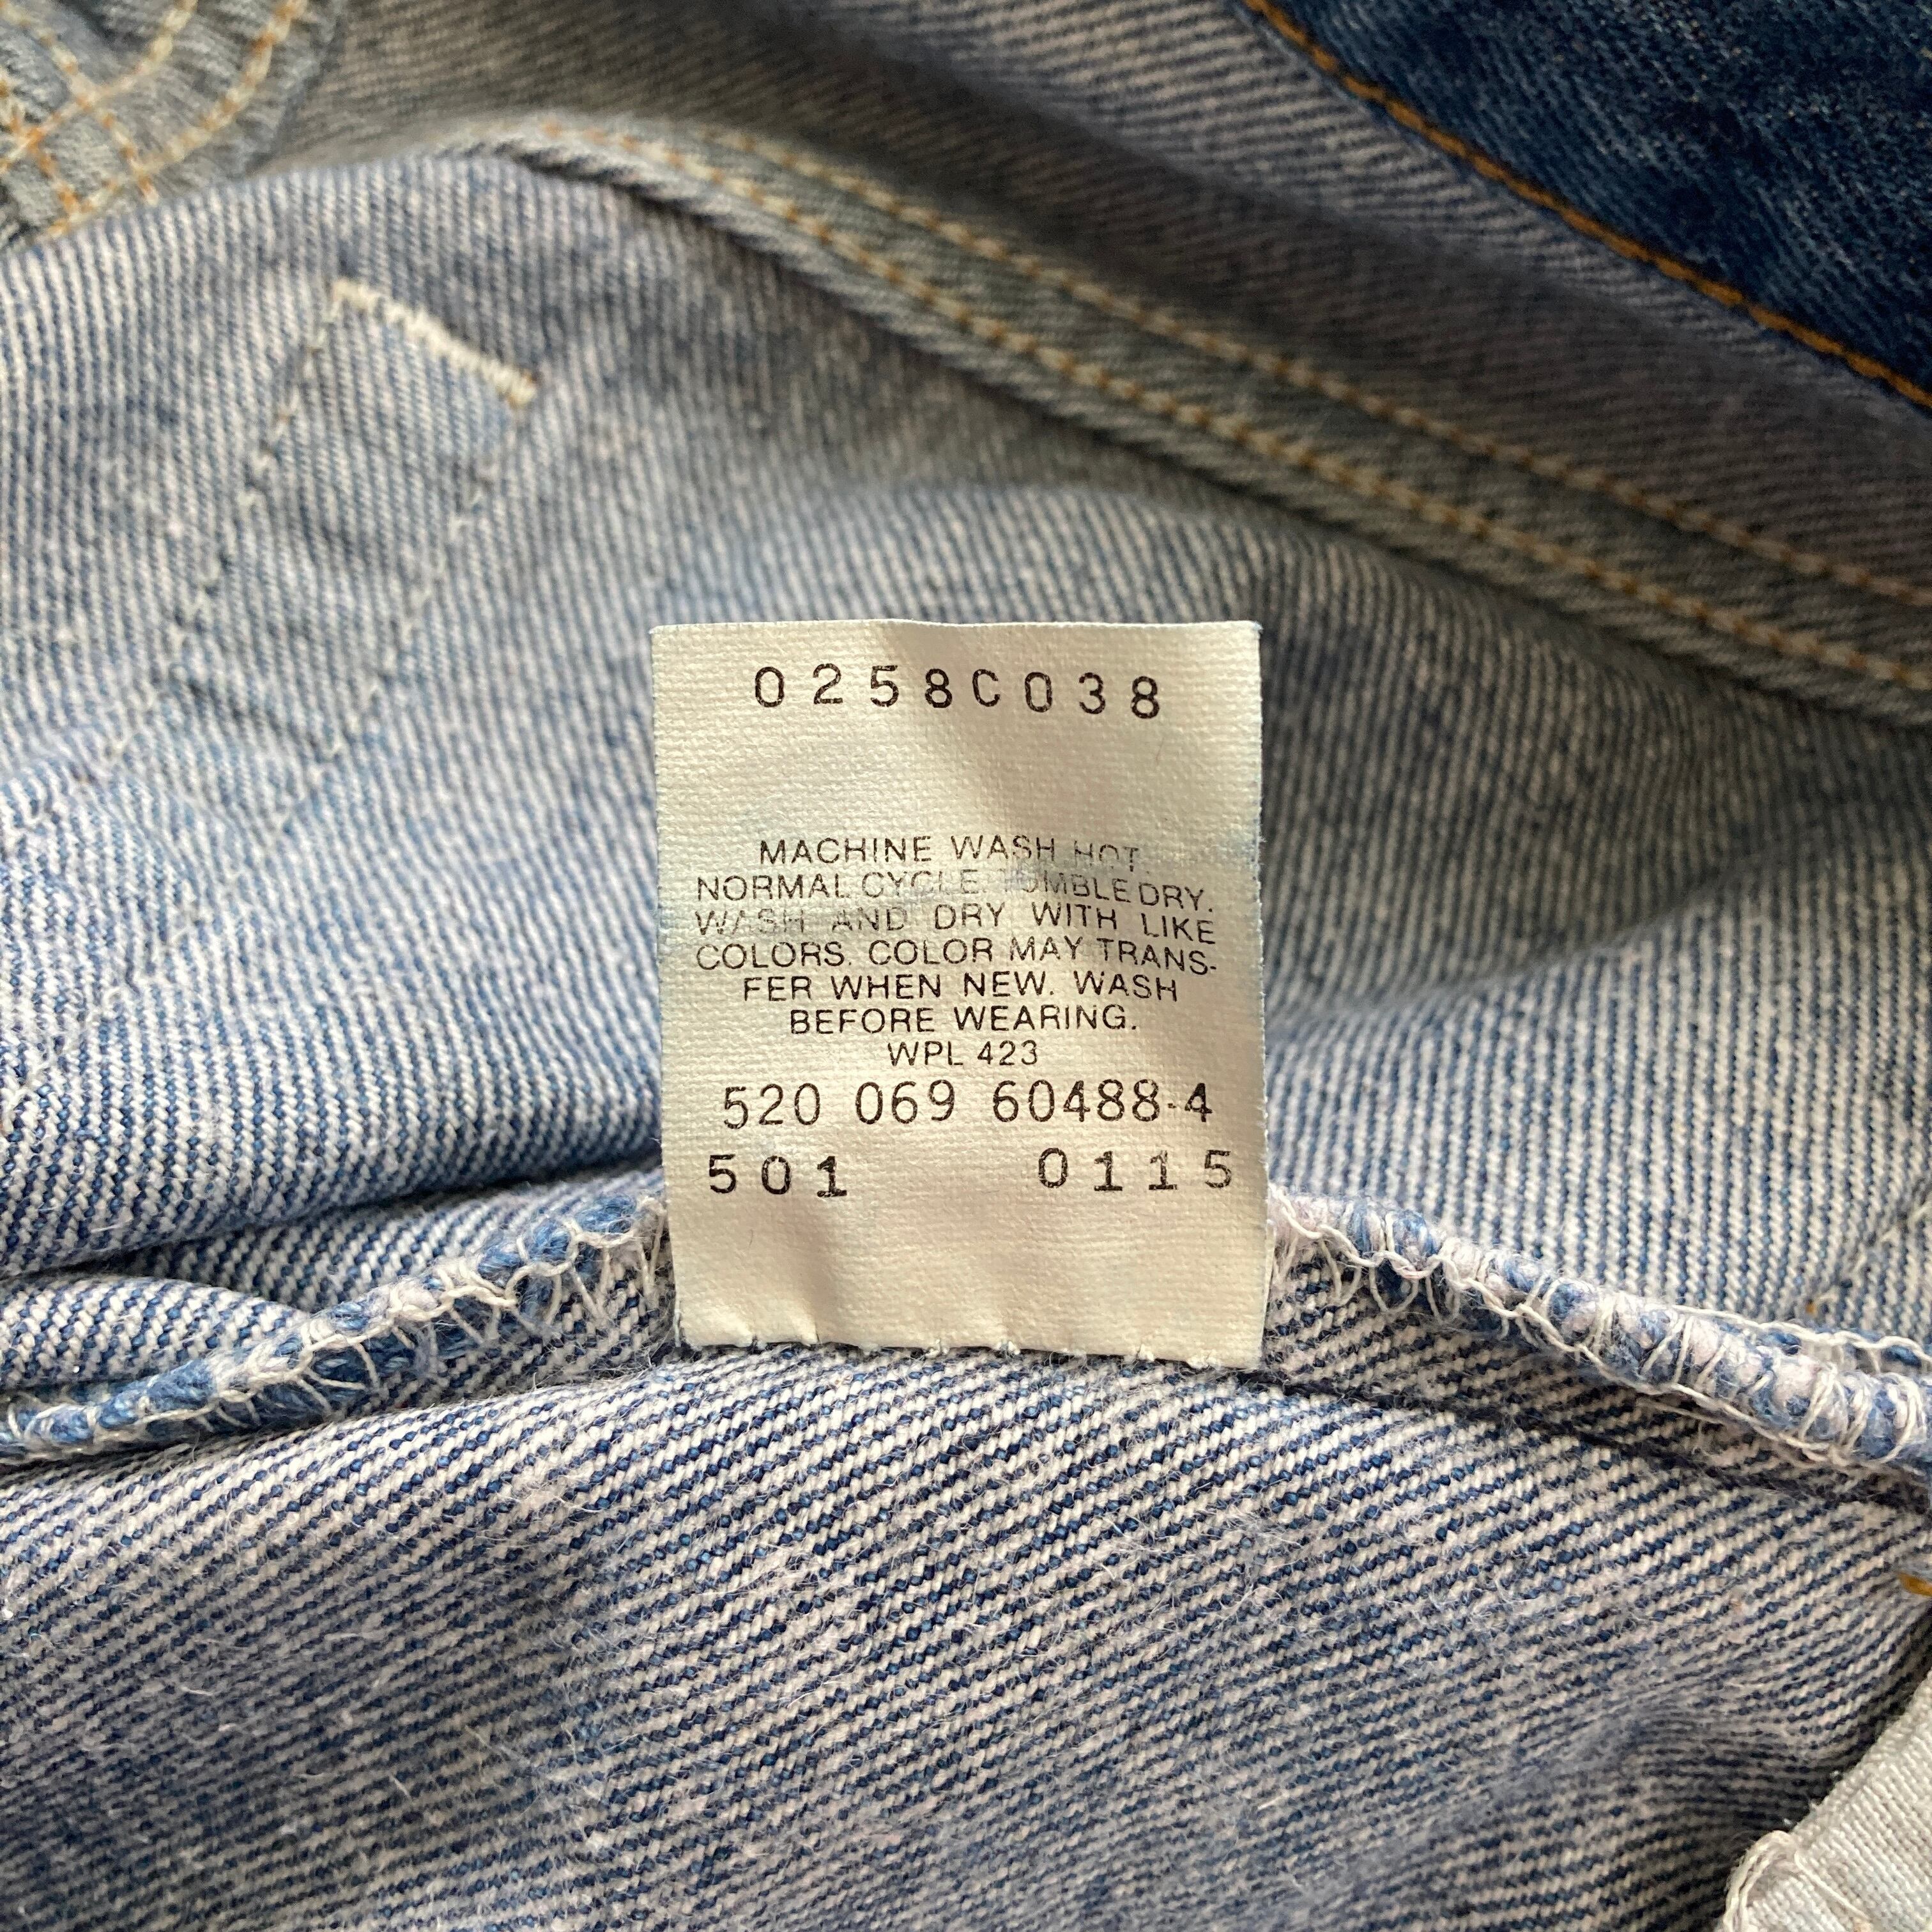 0258C038
MACHINE WASH HOT.
NORMAL CYCLE. TUMBLE DRY.
WASH AND DRY WITH LIKE
COLORS. COLOR MAY TRANS-
FER WHEN NEW. WASH
BEFORE WEARING.
WPL 423
520 069 60488-4
501 0115